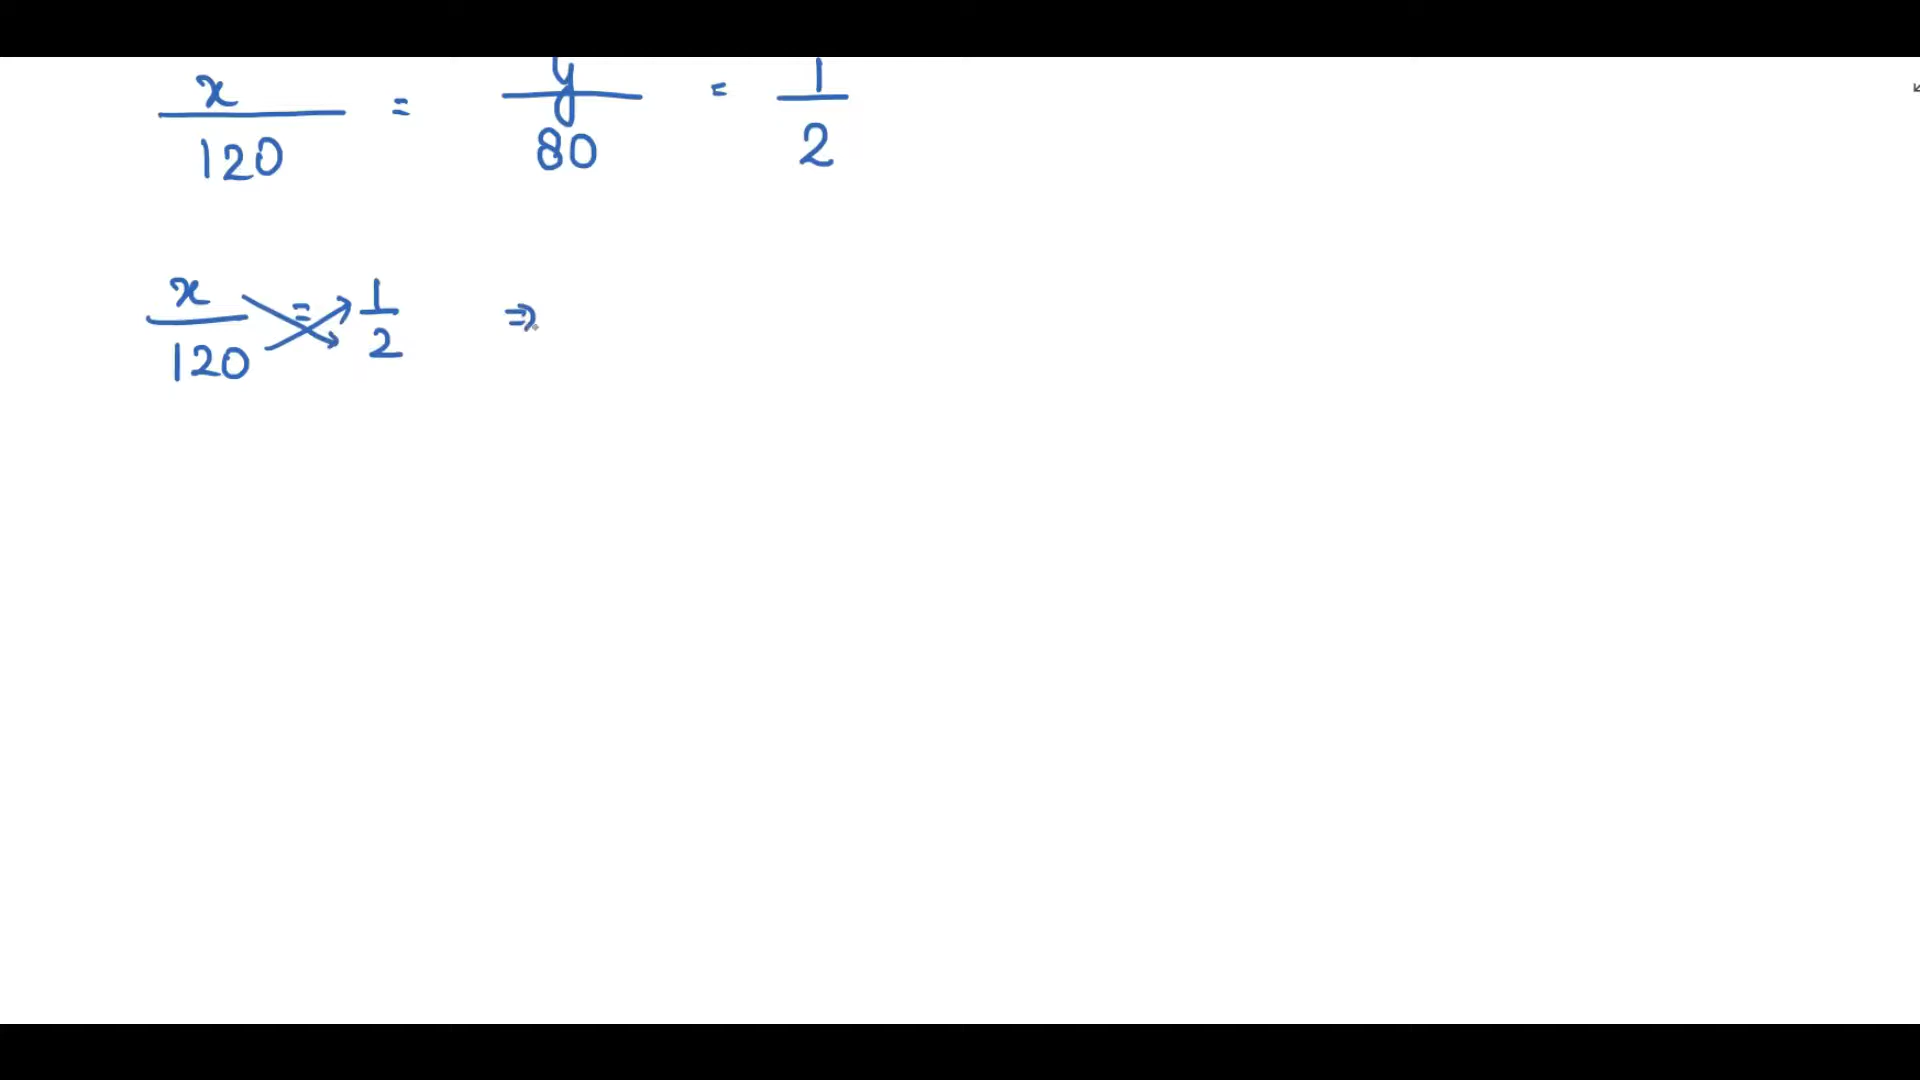 x/120 = y/80 = 1/2
x/120 = 1/2 ⇒